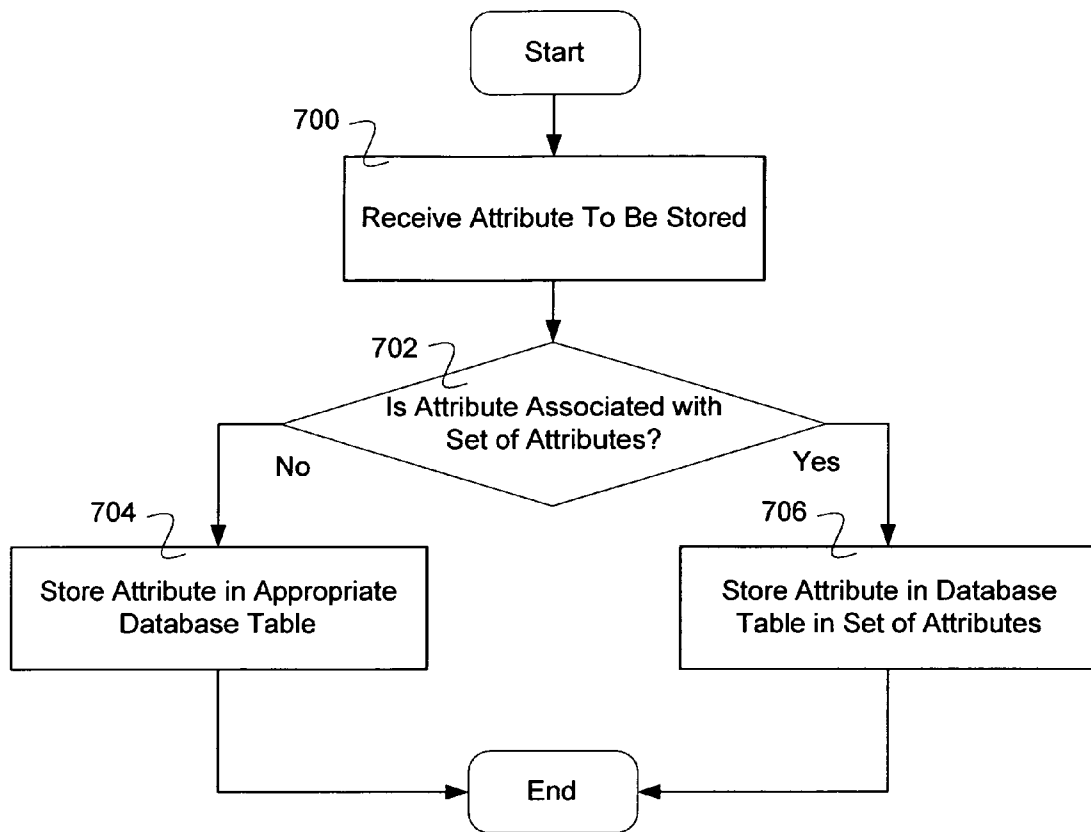 Start
700
Receive Attribute To Be Stored
702
Is Attribute Associated with
Set of Attributes?
No
Yes
704
Store Attribute in Appropriate
Database Table
706
Store Attribute in Database
Table in Set of Attributes
End